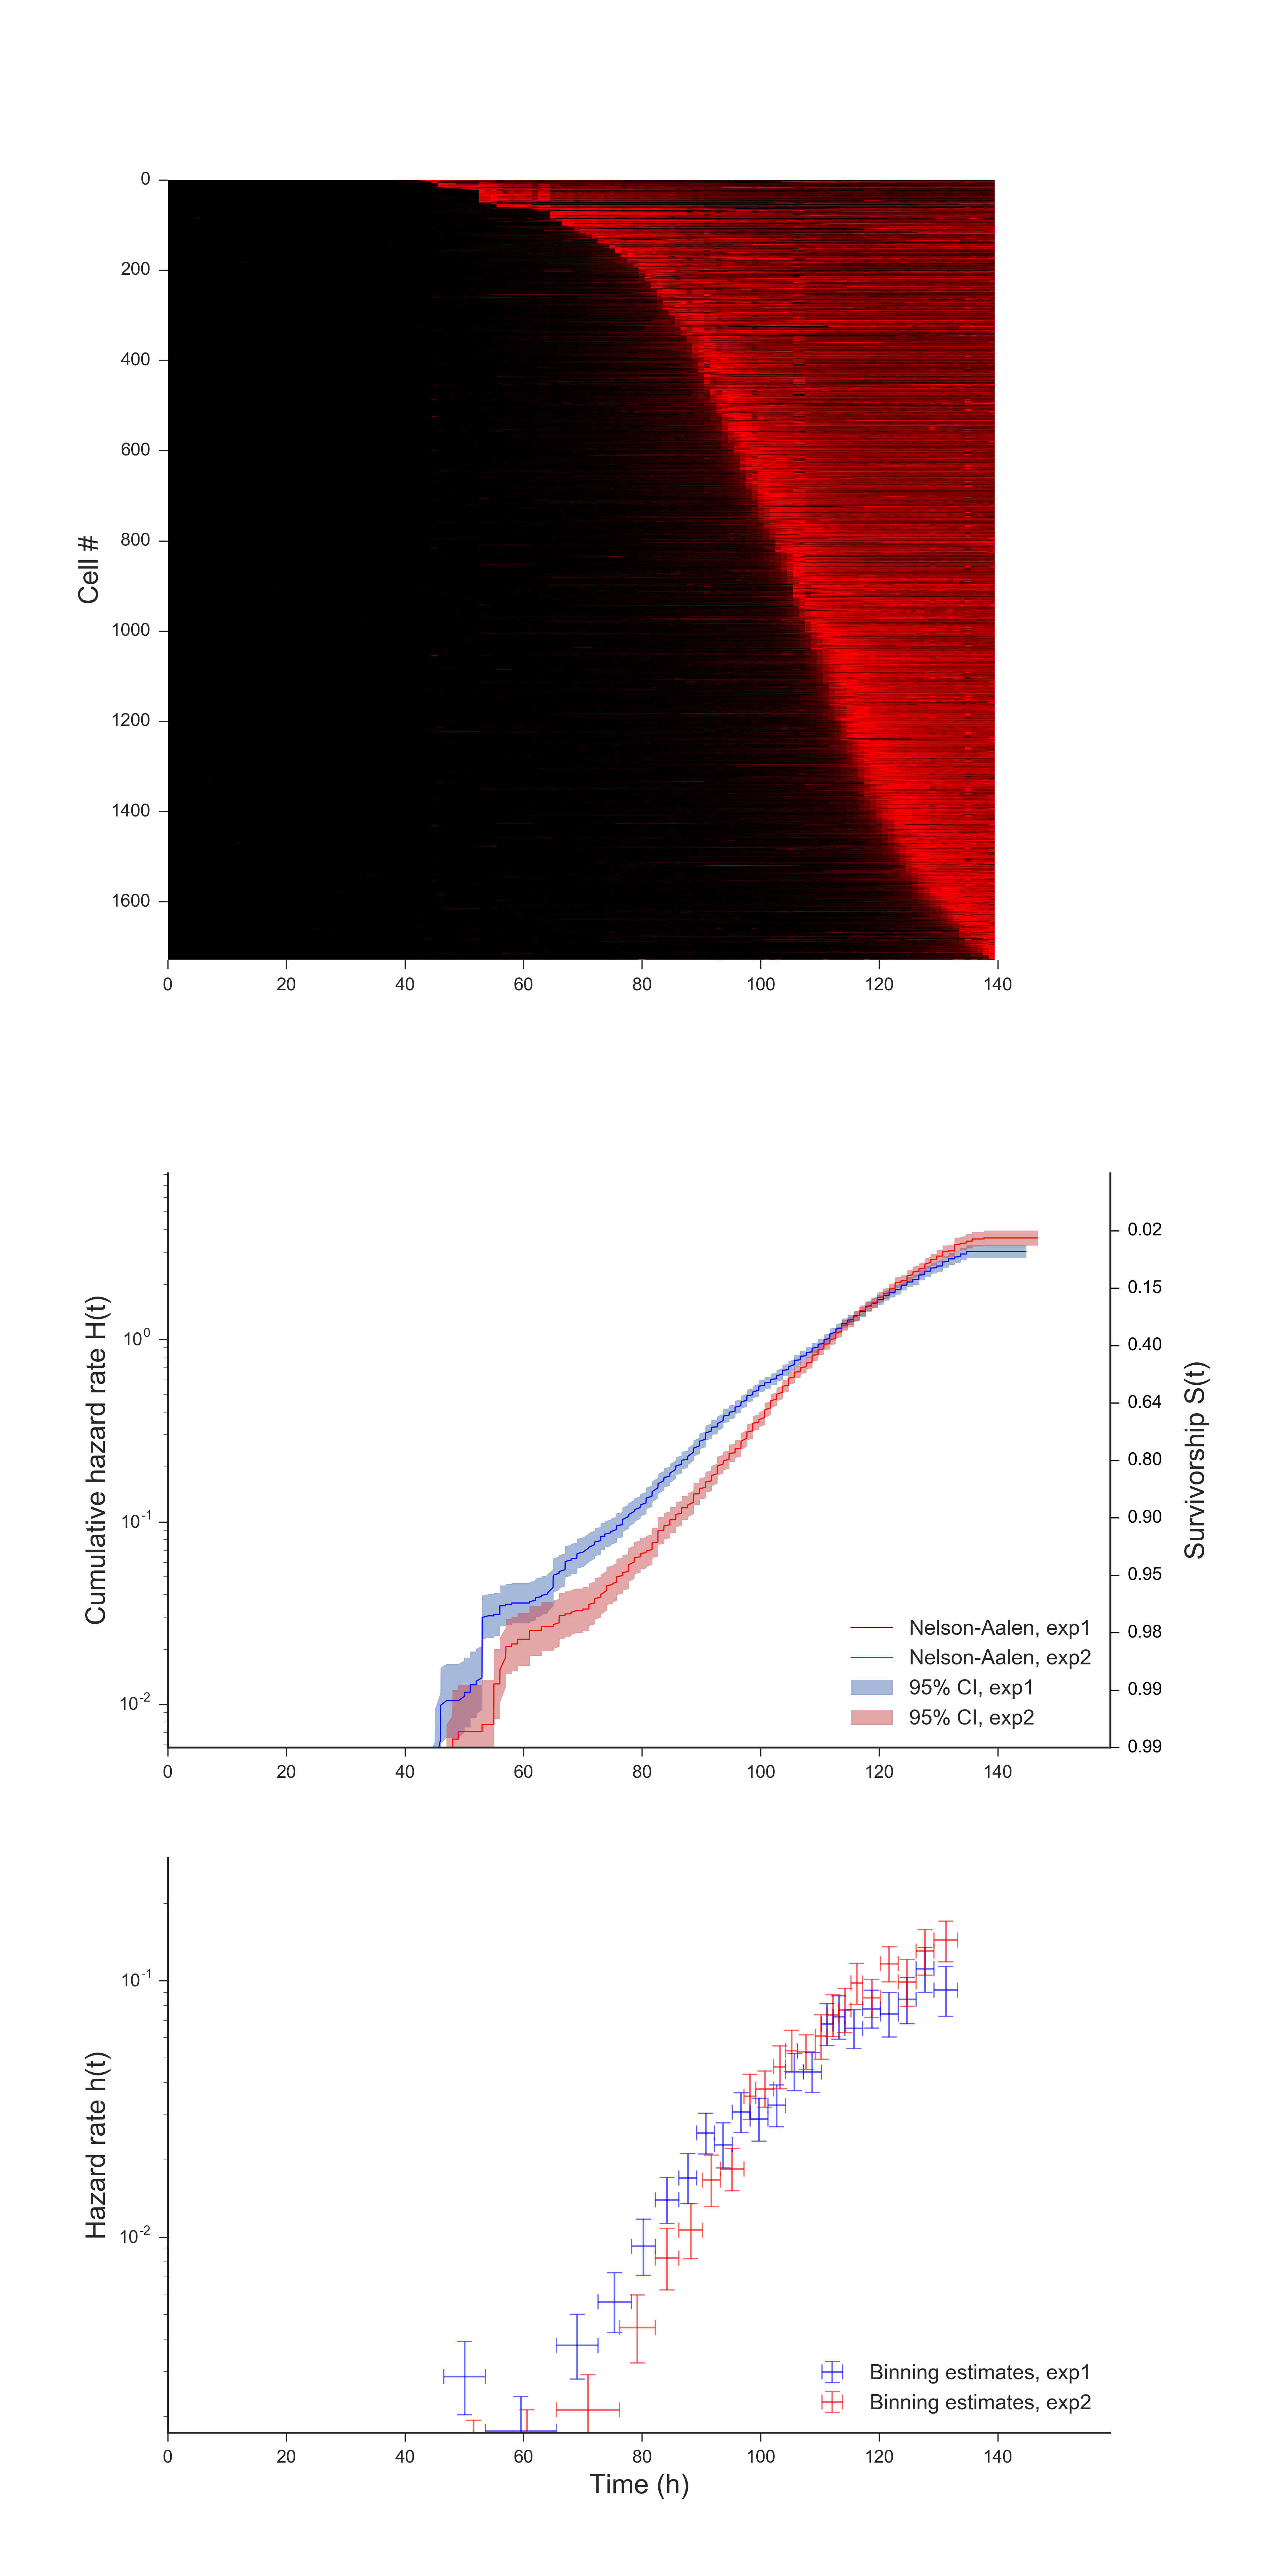 0
200
400
600
800
1000
1200
1400
1600
Cell #
0 20 40 60 80 100 120 140
Cumulative hazard rate H(t)
10^0
10^-1
10^-2
0.02
0.15
0.40
0.64
0.80
0.90
0.95
0.98
0.99
0.99
Survivorship S(t)
Nelson-Aalen, exp1
Nelson-Aalen, exp2
95% CI, exp1
95% CI, exp2
0 20 40 60 80 100 120 140
Hazard rate h(t)
10^-1
10^-2
Binning estimates, exp1
Binning estimates, exp2
0 20 40 60 80 100 120 140
Time (h)